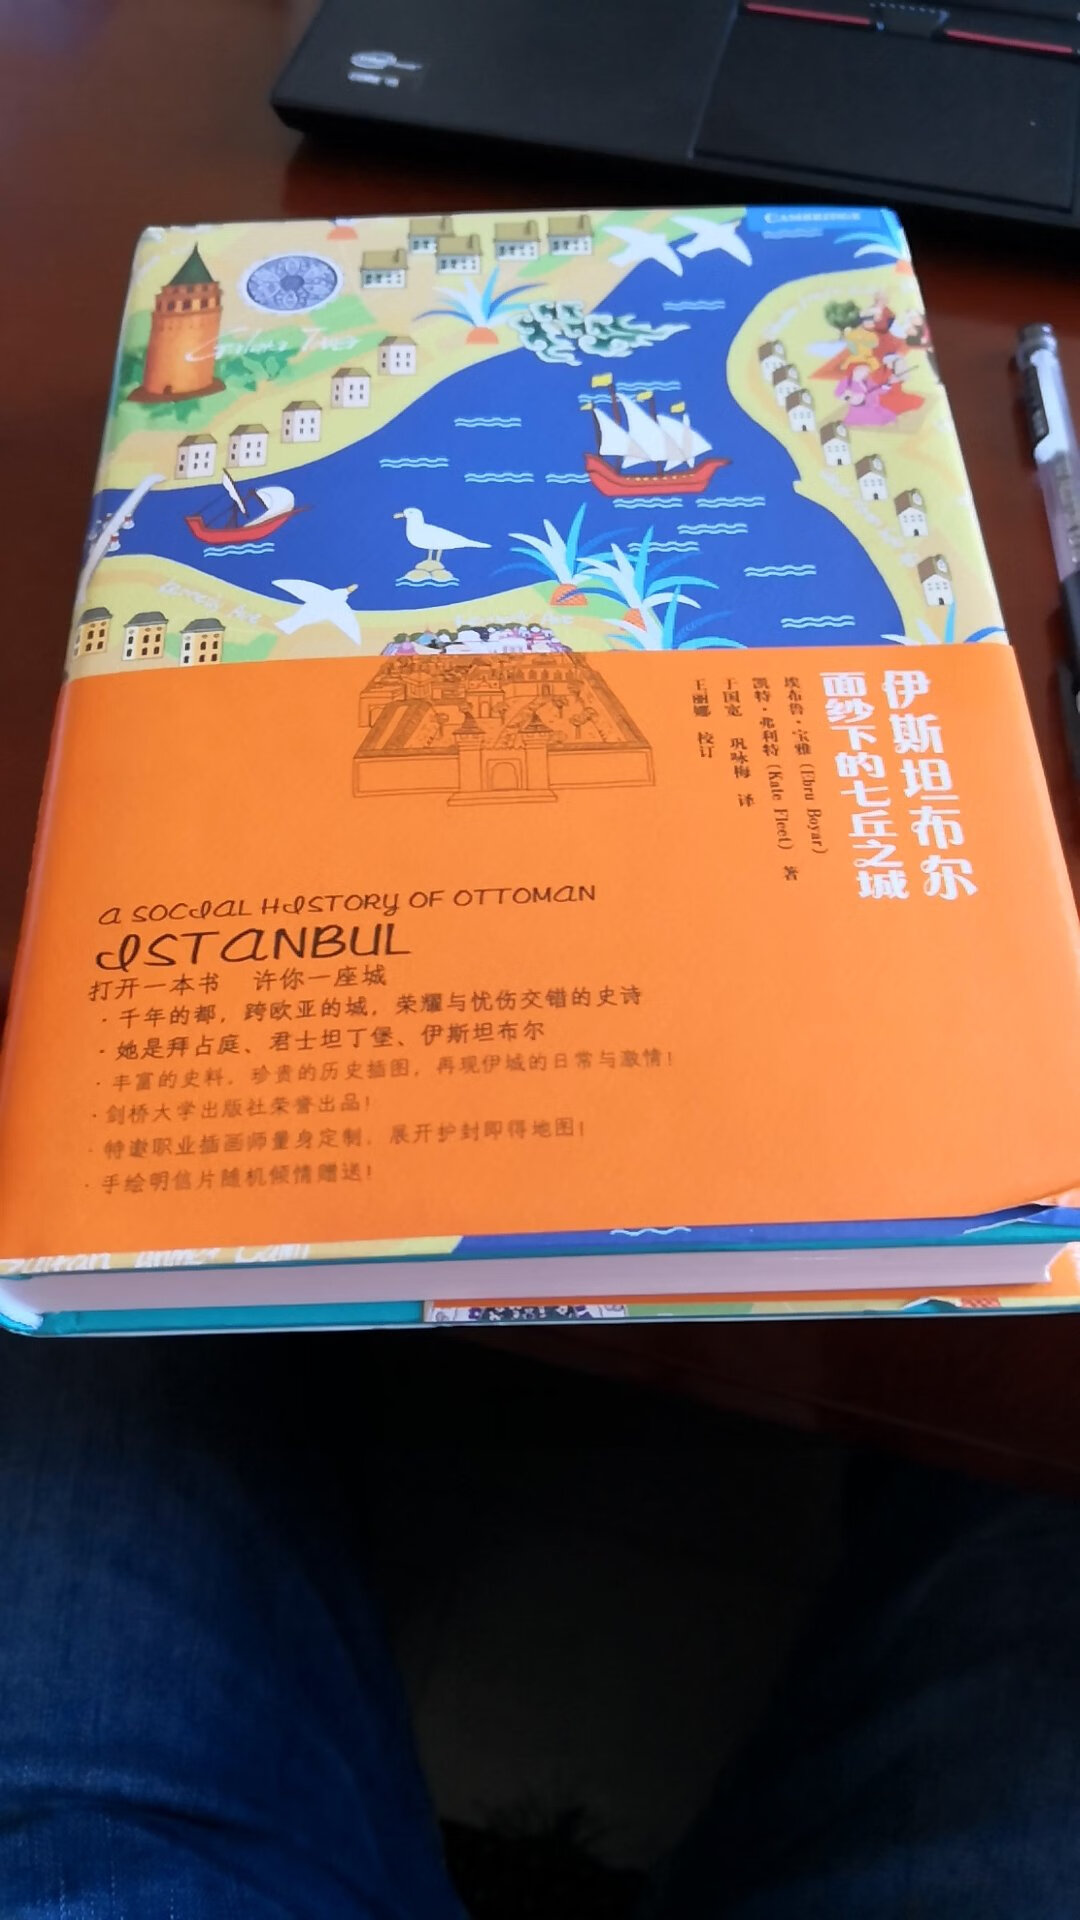 CAMBRIDGE
伊斯坦布尔
面纱下的七丘之城
埃布鲁·宝雅（Ebru Boyar）
凯特·弗利特（Kate Fleet） 著
于国宽 巩咏梅 译
王丽娜 校订
A SOCIAL HISTORY OF OTTOMAN
ISTANBUL
打开一本书 许你一座城
·千年的都，跨欧亚的城，荣耀与忧伤交错的史诗
·她是拜占庭、君士坦丁堡、伊斯坦布尔
·丰富的史料，珍贵的历史插图，再现伊城的日常与激情！
·剑桥大学出版社荣誉出品！
·特邀职业插画师量身定制，展开护封即得地图！
·手绘明信片随机倾情赠送！